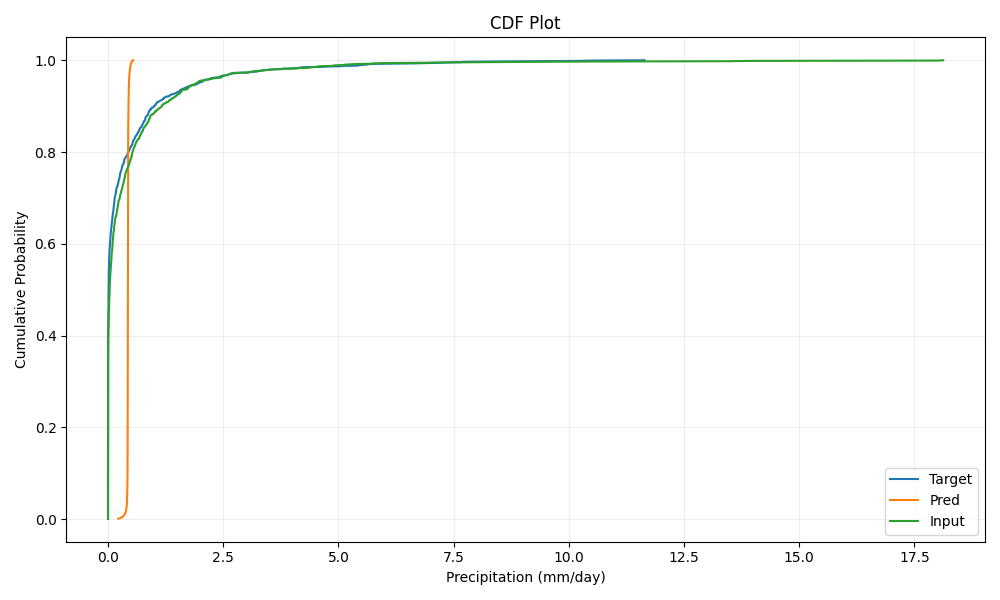 CDF Plot
Cumulative Probability
1.0
0.8
0.6
0.4
0.2
0.0
0.0 2.5 5.0 7.5 10.0 12.5 15.0 17.5
Precipitation (mm/day)
Target
Pred
Input